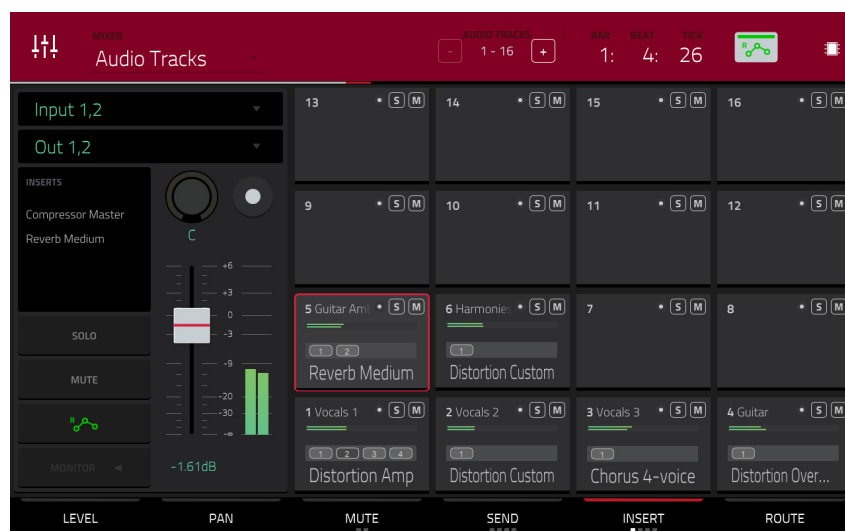 MIXER
Audio Tracks
AUDIO TRACKS
- 1 - 16 +
BAR BEAT TICK
1: 4: 26
R
Input 1,2
Out 1,2
INSERTS
Compressor Master
Reverb Medium
C
+6
+3
0
-3
-9
-20
-30
-∞
-1.61dB
SOLO
MUTE
R
MONITOR
13 S M
14 S M
15 S M
16 S M
9 S M
10 S M
11 S M
12 S M
5 Guitar Am S M
1 2
Reverb Medium
6 Harmonies S M
1
Distortion Custom
7 S M
8 S M
1 Vocals 1 S M
1 2 3 4
Distortion Amp
2 Vocals 2 S M
1
Distortion Custom
3 Vocals 3 S M
1
Chorus 4-voice
4 Guitar S M
1
Distortion Over...
LEVEL PAN MUTE SEND INSERT ROUTE